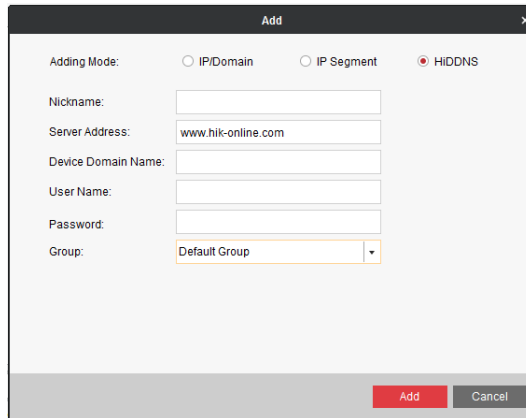 Add
Adding Mode: IP/Domain IP Segment HiDDNS
Nickname:
Server Address: www.hik-online.com
Device Domain Name:
User Name:
Password:
Group: Default Group
Add Cancel